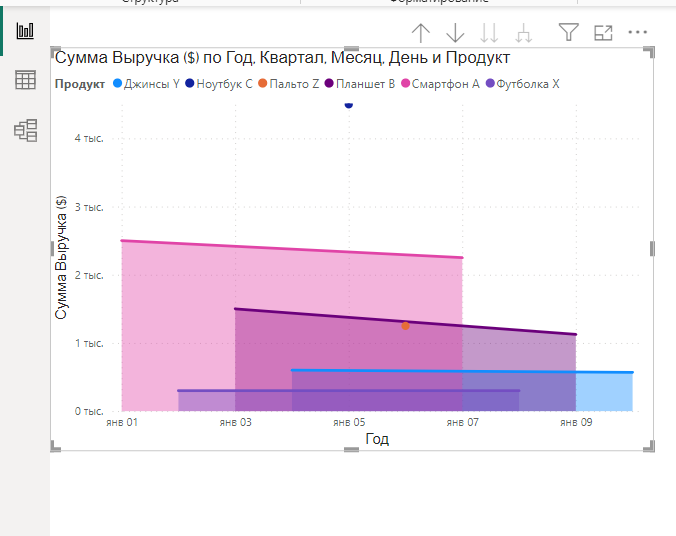 Структура Форматирование
Сумма Выручка ($) по Год, Квартал, Месяц, День и Продукт
Продукт Джинсы Y Ноутбук C Пальто Z Планшет B Смартфон A Футболка X
4 тыс.
3 тыс.
2 тыс.
1 тыс.
0 тыс.
Сумма Выручка ($)
янв 01 янв 03 янв 05 янв 07 янв 09
Год